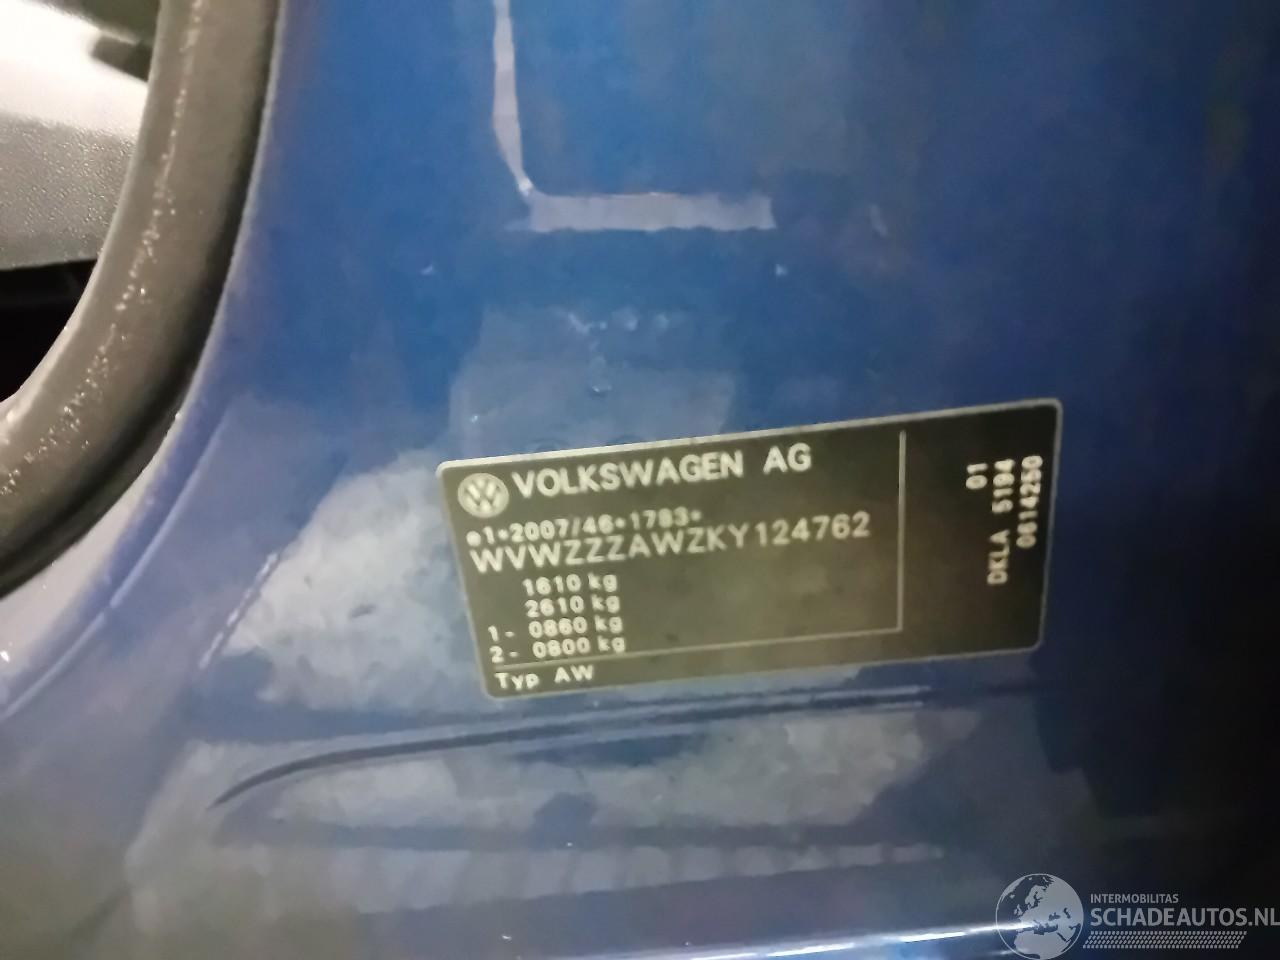 VOLKSWAGEN AG
e1*2007/46*1783*
WVWZZZAWZKY124762
1610 kg
2610 kg
1- 0860 kg
2- 0800 kg
Typ AW
01
DKLA 5194
0614250
INTERMOBILITAS
SCHADEAUTOS.NL